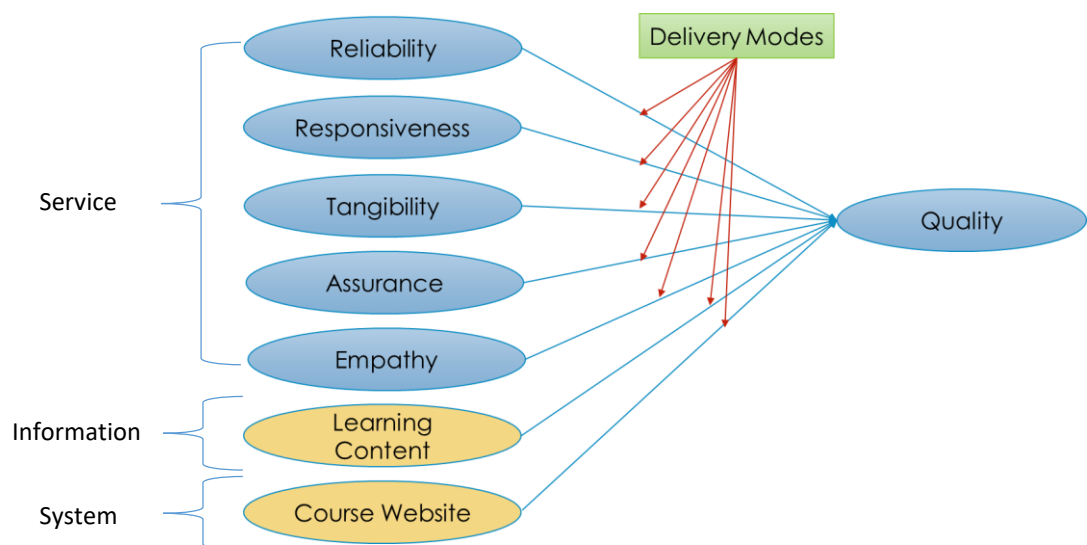 Delivery Modes
Reliability
Responsiveness
Service
Tangibility
Quality
Assurance
Empathy
Information
Learning
Content
System
Course Website